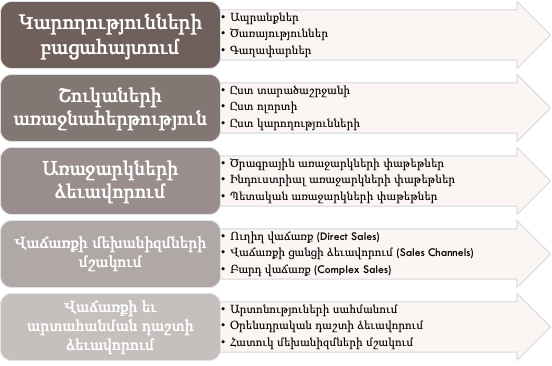 Կարողությունների
բացահայտում
• Ապրանքներ
• Ծառայություններ
• Գաղափարներ
Շուկաների
առաջնահերթություն
• Ըստ տարածաշրջանի
• Ըստ ոլորտի
• Ըստ կարողությունների
Առաջարկների
ձեւավորում
• Ծրագրային առաջարկների փաթեթներ
• Ինդուստրիալ առաջարկների փաթեթներ
• Պետական առաջարկների փաթեթներ
Վաճառքի մեխանիզմների
մշակում
• Ուղիղ վաճառք (Direct Sales)
• Վաճառքի ցանցի ձեւավորում (Sales Channels)
• Բարդ վաճառք (Complex Sales)
Վաճառքի եւ
արտահանման դաշտի
ձեւավորում
• Արտոնությունների սահմանում
• Օրենսդրական դաշտի ձեւավորում
• Հատուկ մեխանիզմների մշակում